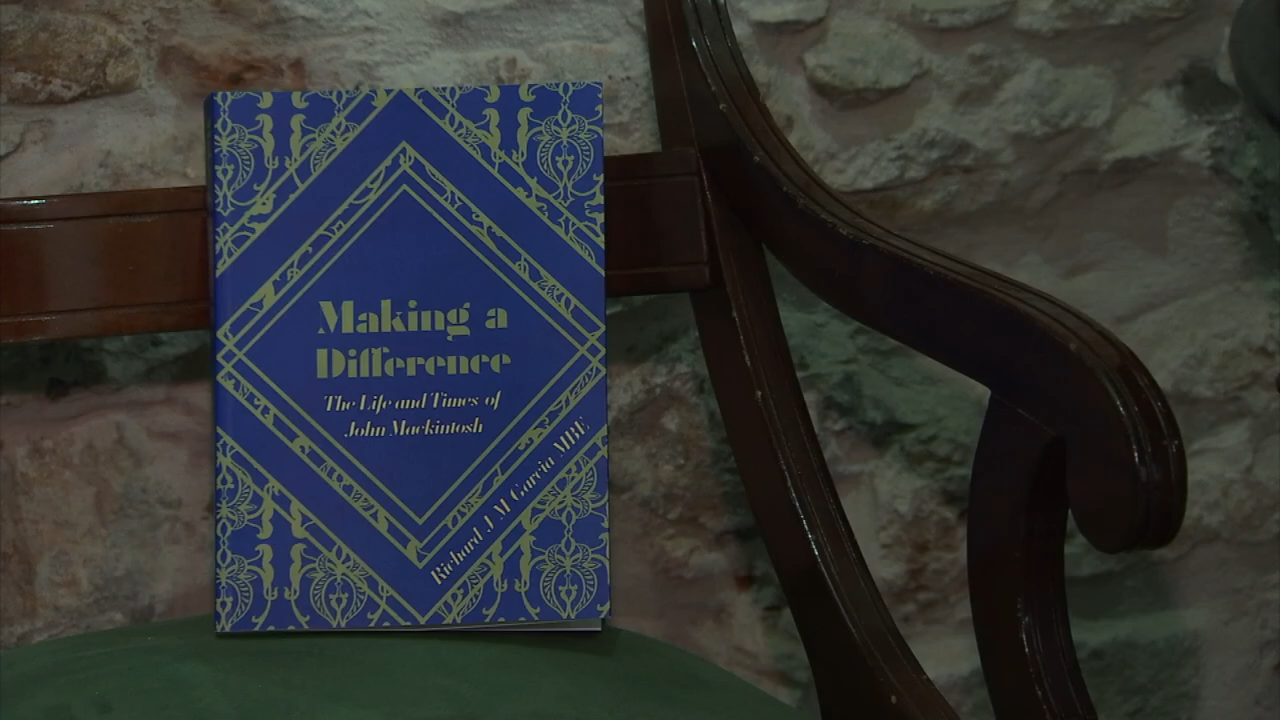 Making a
Difference
The Life and Times of
John Mackintosh
Richard J M Garcia MBE